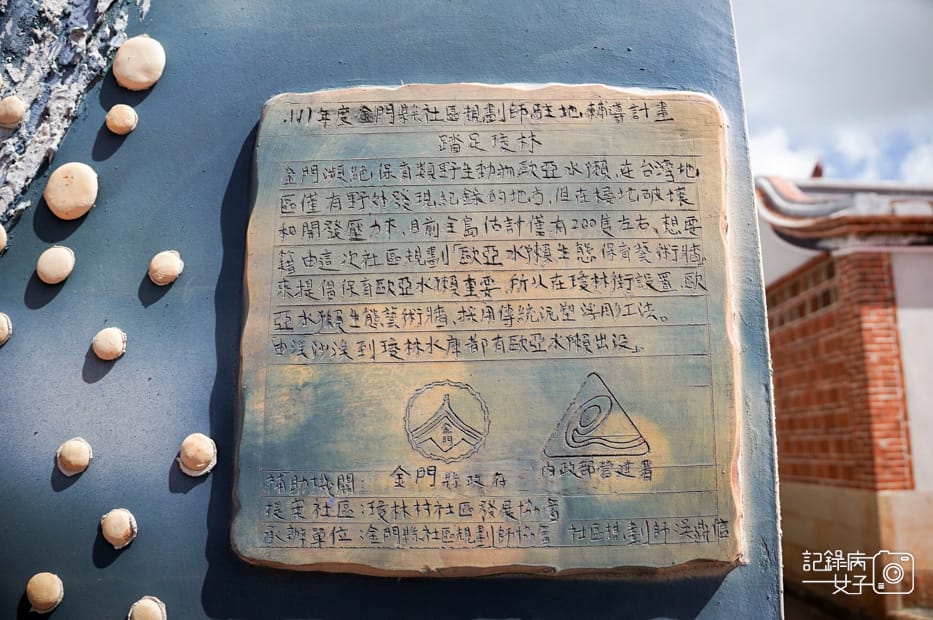 111年度金門縣社區規劃師駐地輔導計畫
踏足瓊林
金門瀕絕保育類野生動物歐亞水獺,在台灣地
區僅有野外發現紀錄的地方,但在棲地破壞
和開發壓力下,目前全島估計僅有200隻左右。想要
藉由這次社區規劃「歐亞水獺生態保育藝術牆」
來提倡保育歐亞水獺重要,所以在瓊林街設置,歐
亞水獺生態藝術牆,採用傳統泥塑浮雕工法。
由淡沙溪到瓊林水庫都有歐亞水獺出沒。
金門
補助機關: 金門縣政府 內政部營建署
提案社區:瓊林村社區發展協會
承辦單位:金門縣社區規劃師協會 社區規劃師 吳鼎信
記錄病女子